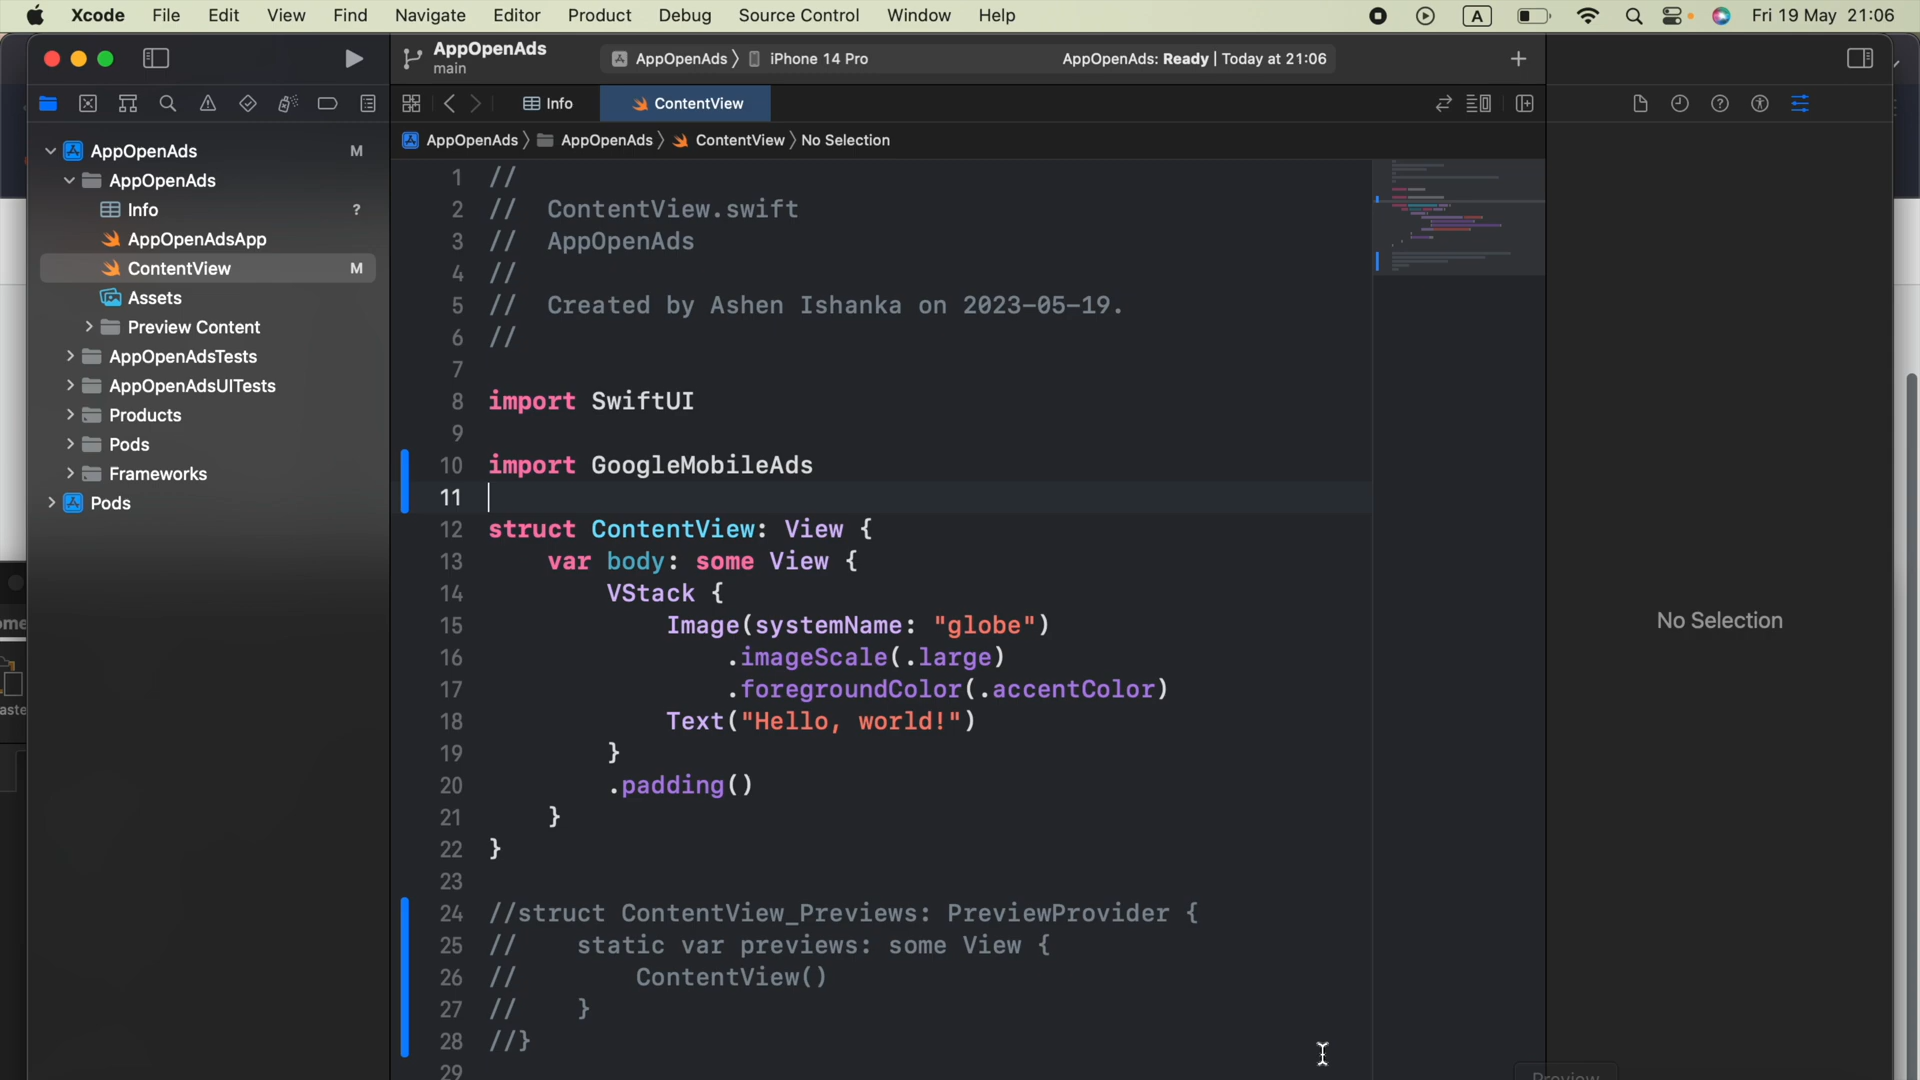 Xcode File Edit View Find Navigate Editor Product Debug Source Control Window Help A Fri 19 May 21:06
AppOpenAds
main
AppOpenAds 〉 iPhone 14 Pro
AppOpenAds: Ready | Today at 21:06
Info
ContentView
AppOpenAds 〉 AppOpenAds 〉 ContentView 〉 No Selection
AppOpenAds M
AppOpenAds
Info ?
AppOpenAdsApp
ContentView M
Assets
Preview Content
AppOpenAdsTests
AppOpenAdsUITests
Products
Pods
Frameworks
Pods
1 //
2 //  ContentView.swift
3 //  AppOpenAds
4 //
5 //  Created by Ashen Ishanka on 2023-05-19.
6 //
7
8 import SwiftUI
9
10 import GoogleMobileAds
11
12 struct ContentView: View {
13     var body: some View {
14         VStack {
15             Image(systemName: "globe")
16                 .imageScale(.large)
17                 .foregroundColor(.accentColor)
18             Text("Hello, world!")
19         }
20         .padding()
21     }
22 }
23
24 //struct ContentView_Previews: PreviewProvider {
25 //    static var previews: some View {
26 //        ContentView()
27 //    }
28 //}
29
No Selection
Preview